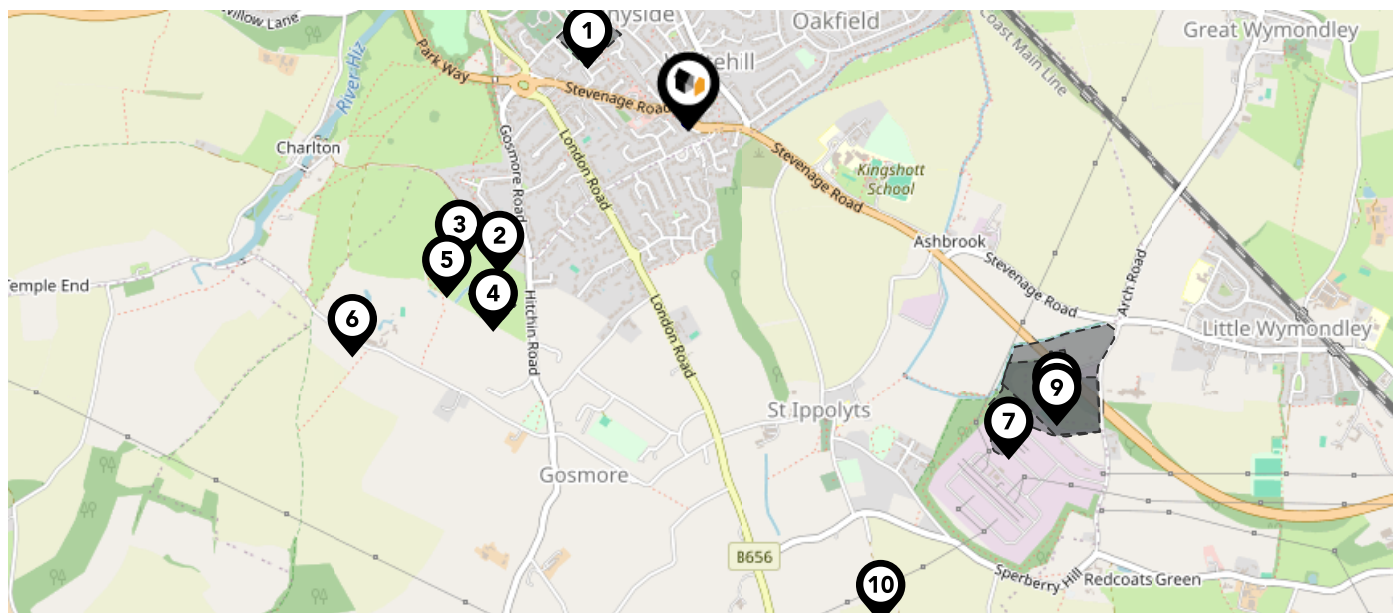 Willow Lane
nyside
Oakfield
Great Wymondley
Coast Main Line
1
River Hiz
Park Way
Stevenage Road
Charlton
Gosmore Road
London Road
Stevenage Road
Kingshott
School
3
2
5
4
Ashbrook
Stevenage Road
Arch Road
Temple End
Hitchin Road
London Road
6
Little Wymondley
9
7
St Ippolyts
Gosmore
B656
Sperberry Hill
Redcoats Green
10